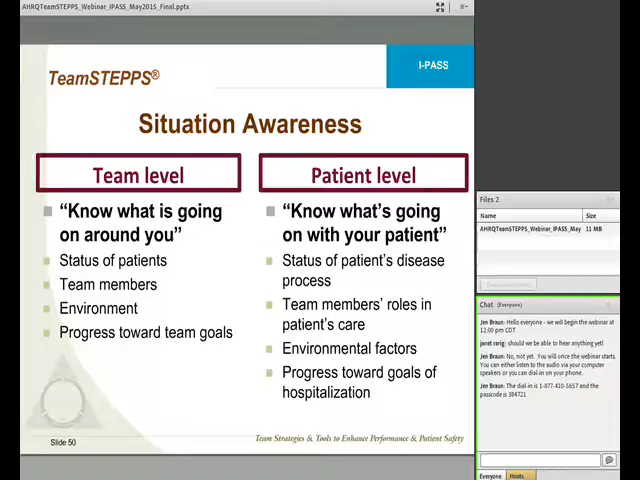 AHRQTeamSTEPPS_Webinar_IPASS_May2015_Final.pptx
TeamSTEPPS®
I-PASS
Situation Awareness
Team level
“Know what is going
on around you”
Status of patients
Team members
Environment
Progress toward team goals
Patient level
“Know what’s going
on with your patient”
Status of patient’s disease
process
Team members’ roles in
patient’s care
Environmental factors
Progress toward goals of
hospitalization
Slide 50
Team Strategies & Tools to Enhance Performance & Patient Safety
Files 2
Name Size
AHRQTeamSTEPPS_Webinar_IPASS_May 11 MB
Chat (Everyone)
Jen Braun: Hello everyone - we will begin the webinar at
12:00 pm CDT
janet rarig: should we be able to hear anything yet!
Jen Braun: No, not yet. You will once the webinar starts.
You can either listen to the audio via your computer
speakers or you can dial-in on your phone.
Jen Braun: The dial-in is 1-877-410-5657 and the
passcode is 384721
Everyone Hosts